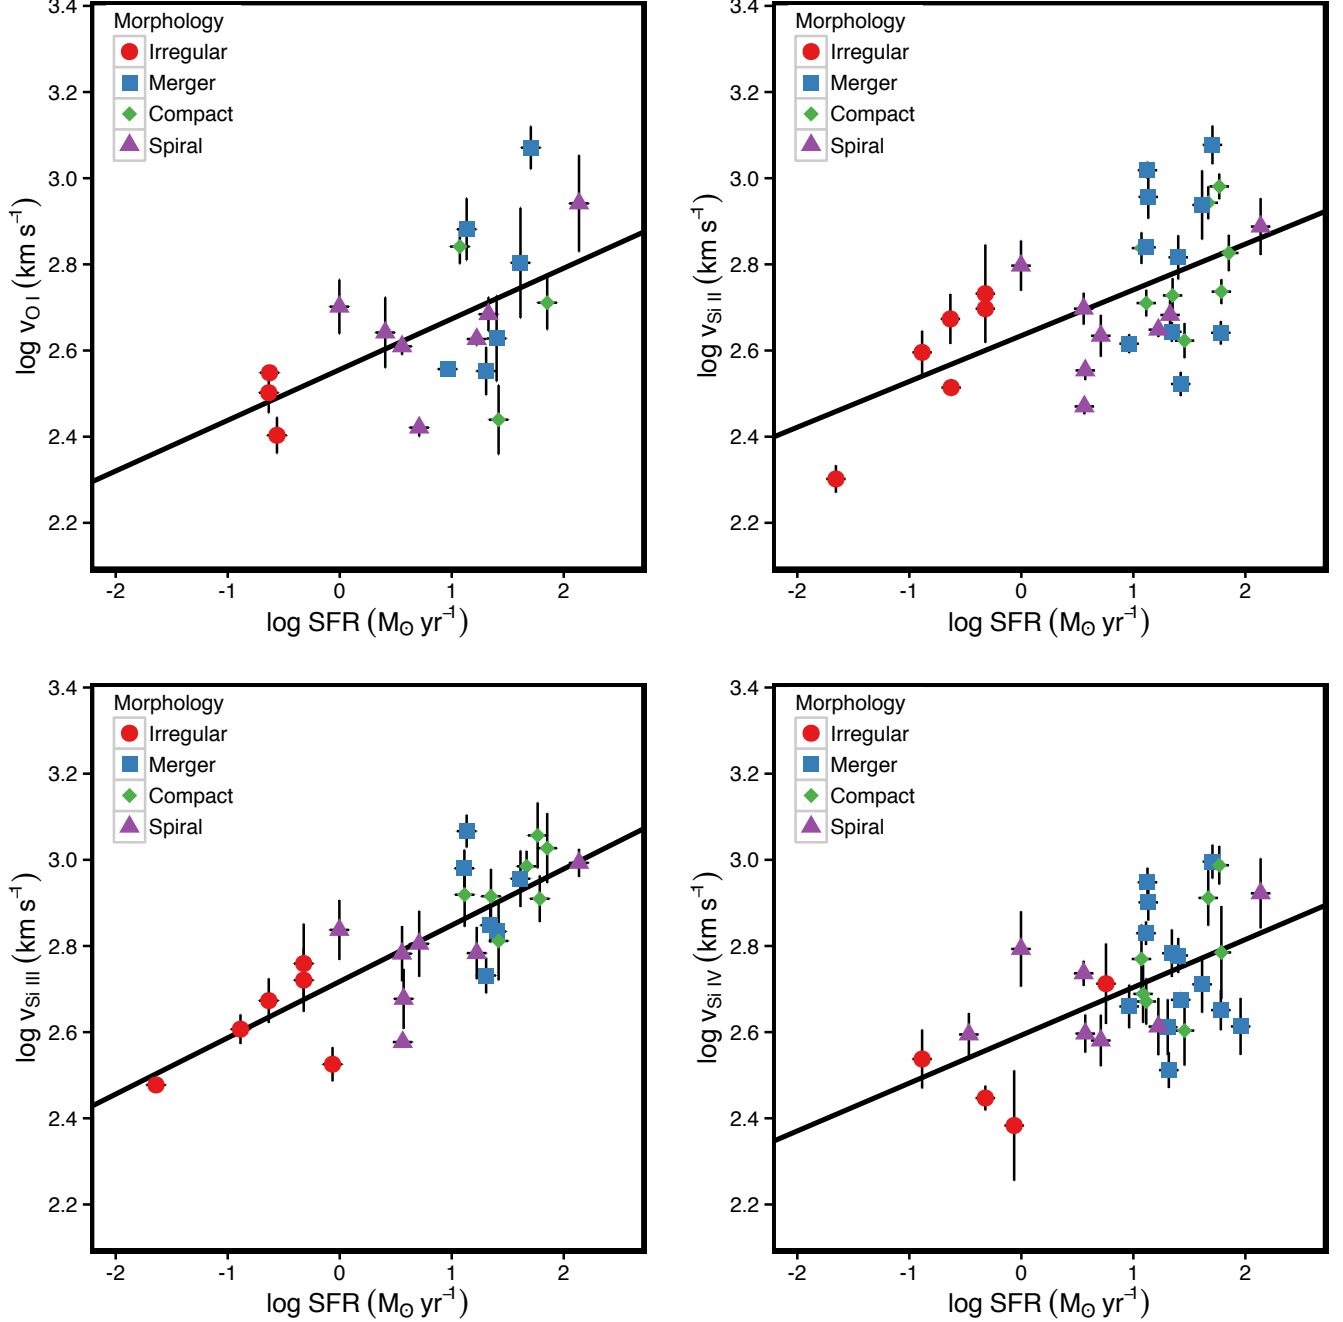 3.4
3.2
3.0
2.8
2.6
2.4
2.2
log v_O I (km s⁻¹)
Morphology
Irregular
Merger
Compact
Spiral
-2 -1 0 1 2
log SFR (M⊙ yr⁻¹)
3.4
3.2
3.0
2.8
2.6
2.4
2.2
log v_Si II (km s⁻¹)
Morphology
Irregular
Merger
Compact
Spiral
-2 -1 0 1 2
log SFR (M⊙ yr⁻¹)
3.4
3.2
3.0
2.8
2.6
2.4
2.2
log v_Si III (km s⁻¹)
Morphology
Irregular
Merger
Compact
Spiral
-2 -1 0 1 2
log SFR (M⊙ yr⁻¹)
3.4
3.2
3.0
2.8
2.6
2.4
2.2
log v_Si IV (km s⁻¹)
Morphology
Irregular
Merger
Compact
Spiral
-2 -1 0 1 2
log SFR (M⊙ yr⁻¹)